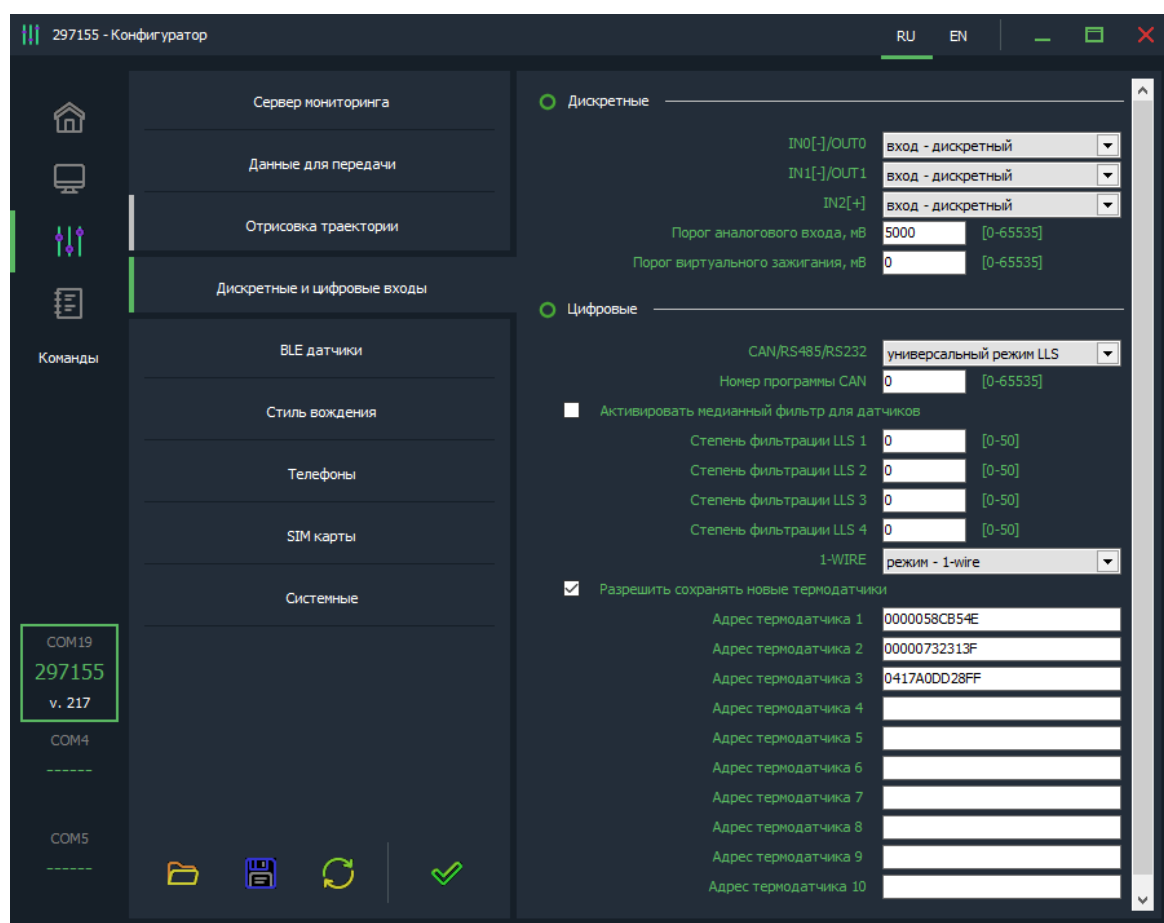 297155 - Конфигуратор
RU EN
Сервер мониторинга
Данные для передачи
Отрисовка траектории
Дискретные и цифровые входы
BLE датчики
Стиль вождения
Телефоны
SIM карты
Системные
Команды
COM19
297155
v. 217
COM4
------
COM5
------
Дискретные
IN0[-]/OUT0 вход - дискретный
IN1[-]/OUT1 вход - дискретный
IN2[+] вход - дискретный
Порог аналогового входа, мВ 5000 [0-65535]
Порог виртуального зажигания, мВ 0 [0-65535]
Цифровые
CAN/RS485/RS232 универсальный режим LLS
Номер программы CAN 0 [0-65535]
Активировать медианный фильтр для датчиков
Степень фильтрации LLS 1 0 [0-50]
Степень фильтрации LLS 2 0 [0-50]
Степень фильтрации LLS 3 0 [0-50]
Степень фильтрации LLS 4 0 [0-50]
1-WIRE режим - 1-wire
Разрешить сохранять новые термодатчики
Адрес термодатчика 1 0000058CB54E
Адрес термодатчика 2 00000732313F
Адрес термодатчика 3 0417A0DD28FF
Адрес термодатчика 4
Адрес термодатчика 5
Адрес термодатчика 6
Адрес термодатчика 7
Адрес термодатчика 8
Адрес термодатчика 9
Адрес термодатчика 10